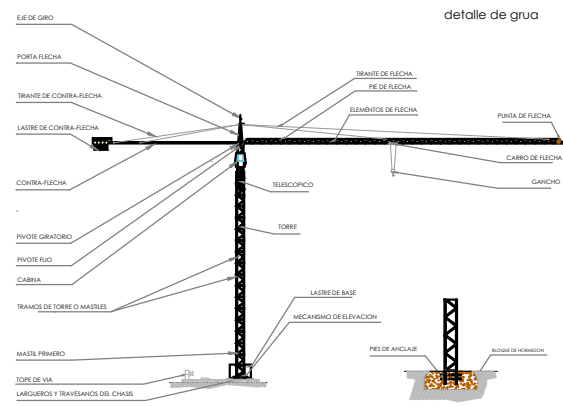 detalle de grua
EJE DE GIRO
PORTA FLECHA
TIRANTE DE CONTRA-FLECHA
LASTRE DE CONTRA-FLECHA
CONTRA-FLECHA
PIVOTE GIRATORIO
PIVOTE FIJO
CABINA
TRAMOS DE TORRE O MASTILES
MASTIL PRIMERO
TOPE DE VIA
LARGUEROS Y TRAVESANOS DEL CHASIS
TIRANTE DE FLECHA
PIE DE FLECHA
ELEMENTOS DE FLECHA
PUNTA DE FLECHA
CARRO DE FLECHA
GANCHO
TELESCOPICO
TORRE
LASTRE DE BASE
MECANISMO DE ELEVACION
PIES DE ANCLAJE
BLOQUE DE HORMIGON